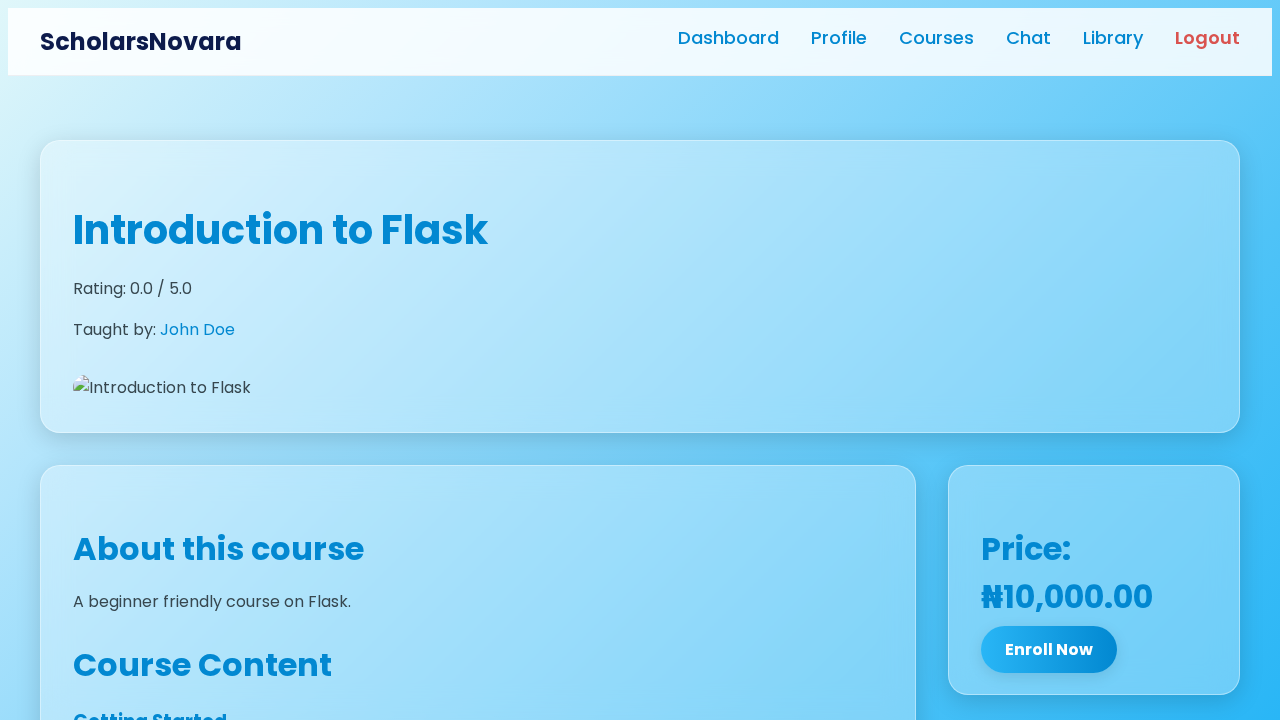 ScholarsNovara
Dashboard Profile Courses Chat Library Logout
Introduction to Flask
Rating: 0.0 / 5.0
Taught by: John Doe
Introduction to Flask
About this course
A beginner friendly course on Flask.
Course Content
Getting Started
Price:
₦10,000.00
Enroll Now